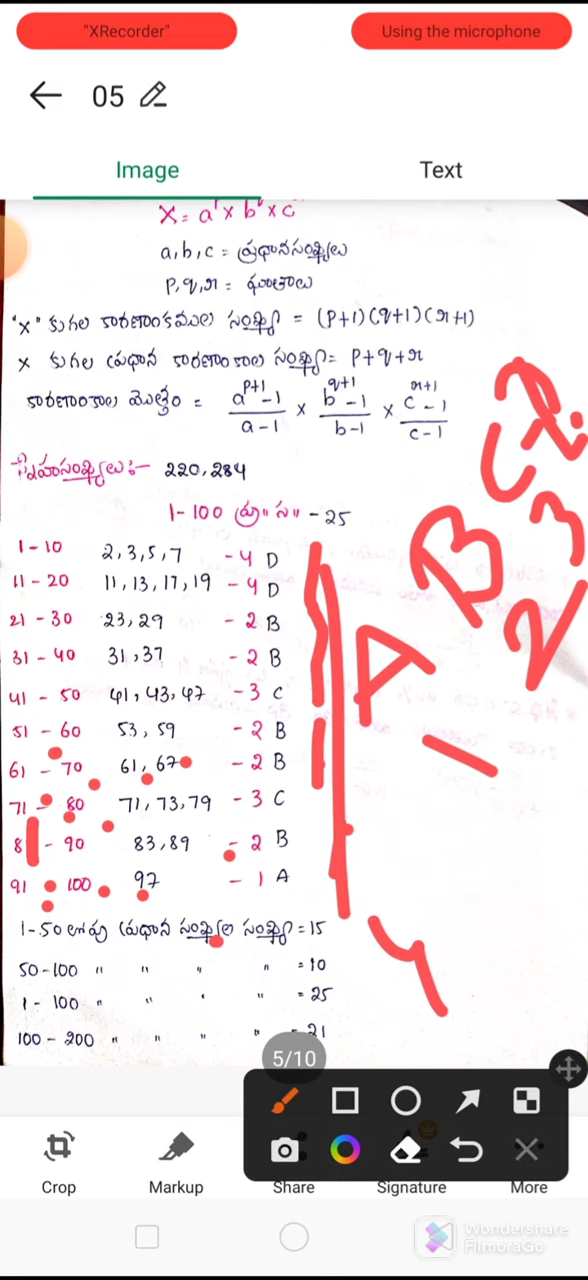 "XRecorder"
Using the microphone
05
Image
Text
X = a^p x b^q x c
a, b, c = ప్రధానసంఖ్యలు
P, q, r = ఘాతాలు
"x" కుగల కారణాంకముల సంఖ్య = (P+1)(q+1)(r+1)
x కుగల ప్రధాన కారణాంకాల సంఖ్య = P+q+r
కారణాంకాల మొత్తం = a^(P+1)-1 / a-1 × b^(q+1)-1 / b-1 × c^(r+1)-1 / c-1
స్నేహసంఖ్యలు:- 220, 284
1-100 ప్ర॥ సం॥ - 25
1-10 2, 3, 5, 7 - 4 D
11-20 11, 13, 17, 19 - 4 D
21-30 23, 29 - 2 B
31-40 31, 37 - 2 B
41-50 41, 43, 47 - 3 C
51-60 53, 59 - 2 B
61-70 61, 67 - 2 B
71-80 71, 73, 79 - 3 C
8 -90 83, 89 - 2 B
91 100 97 - 1 A
1-50 లోపు ప్రధాన సంఖ్యల సంఖ్య = 15
50-100 " " " " = 10
1-100 " " " = 25
100-200 " " " " - 21
A B C D
1 2 3 4
5/10
Crop
Markup
Share
Signature
More
Wondershare
FilmoraGo